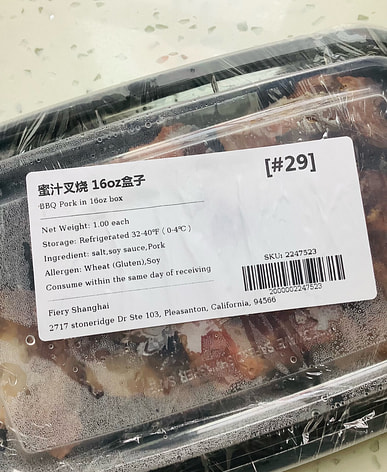 [#29]
蜜汁叉烧 16oz盒子
BBQ Pork in 16oz box
Net Weight: 1.00 each
Storage: Refrigerated 32-40°F (0-4°C)
Ingredient: salt,soy sauce,Pork
Allergen: Wheat (Gluten),Soy
Consume within the same day of receiving
SKU: 2247523
2000002247523
Fiery Shanghai
2717 stoneridge Dr Ste 103, Pleasanton, California, 94566